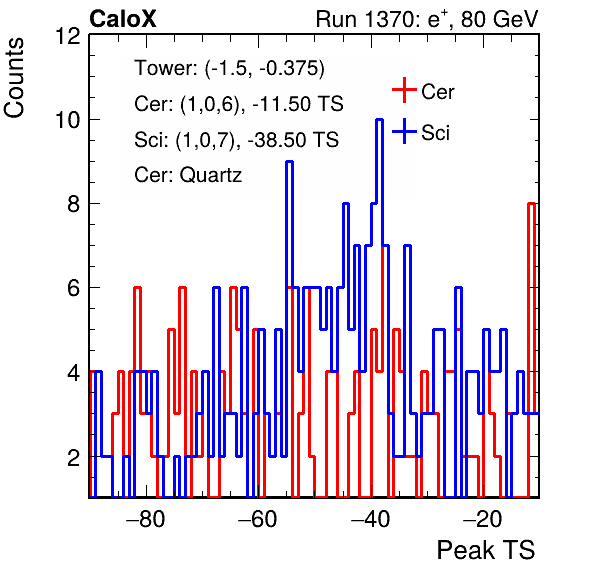 CaloX Run 1370: e⁺, 80 GeV
Counts
12
10
8
6
4
2
Tower: (-1.5, -0.375)
Cer: (1,0,6), -11.50 TS
Sci: (1,0,7), -38.50 TS
Cer: Quartz
Cer
Sci
−80 −60 −40 −20
Peak TS